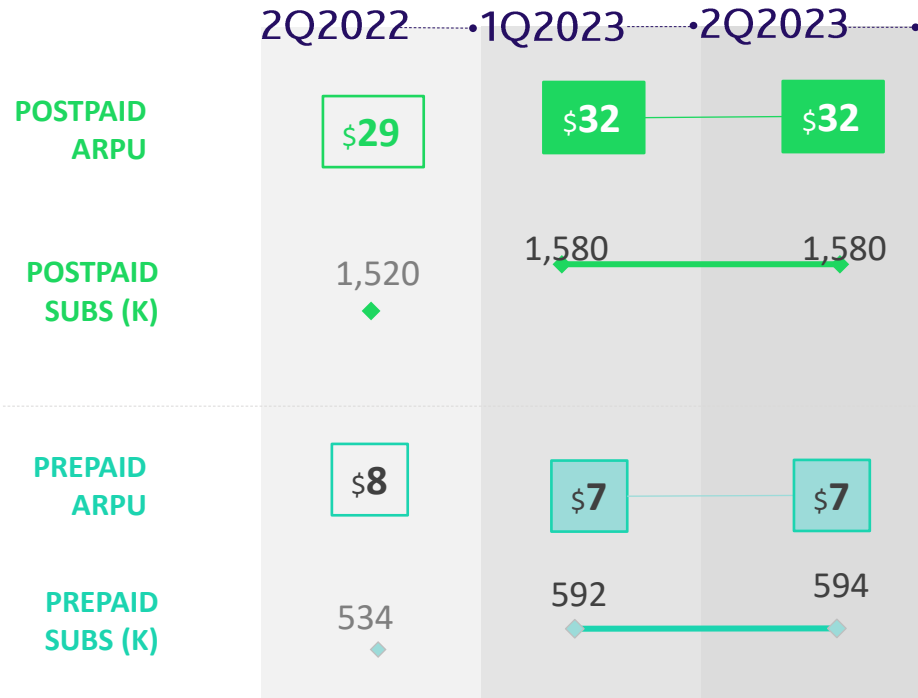 2Q2022 1Q2023 2Q2023
POSTPAID
ARPU
$29 $32 $32
POSTPAID
SUBS (K)
1,520 1,580 1,580
PREPAID
ARPU
$8 $7 $7
PREPAID
SUBS (K)
534 592 594